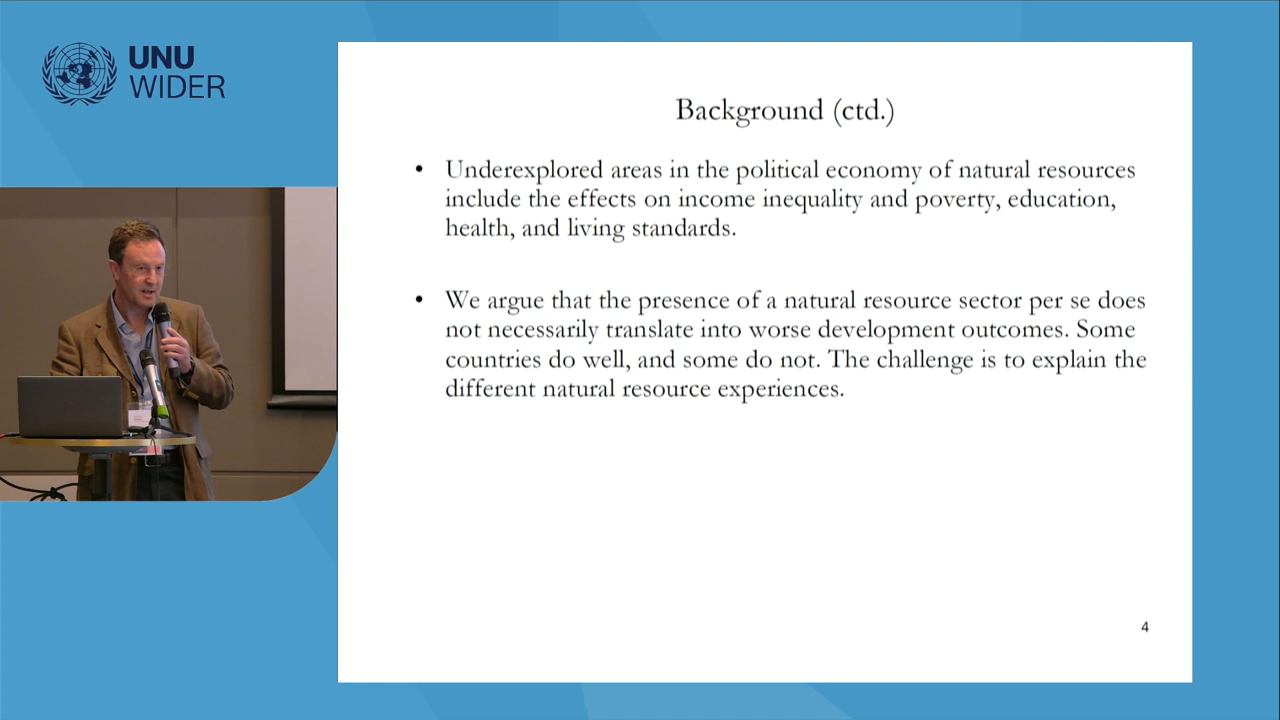 UNU
WIDER
Background (ctd.)
• Underexplored areas in the political economy of natural resources
include the effects on income inequality and poverty, education,
health, and living standards.
• We argue that the presence of a natural resource sector per se does
not necessarily translate into worse development outcomes. Some
countries do well, and some do not. The challenge is to explain the
different natural resource experiences.
4